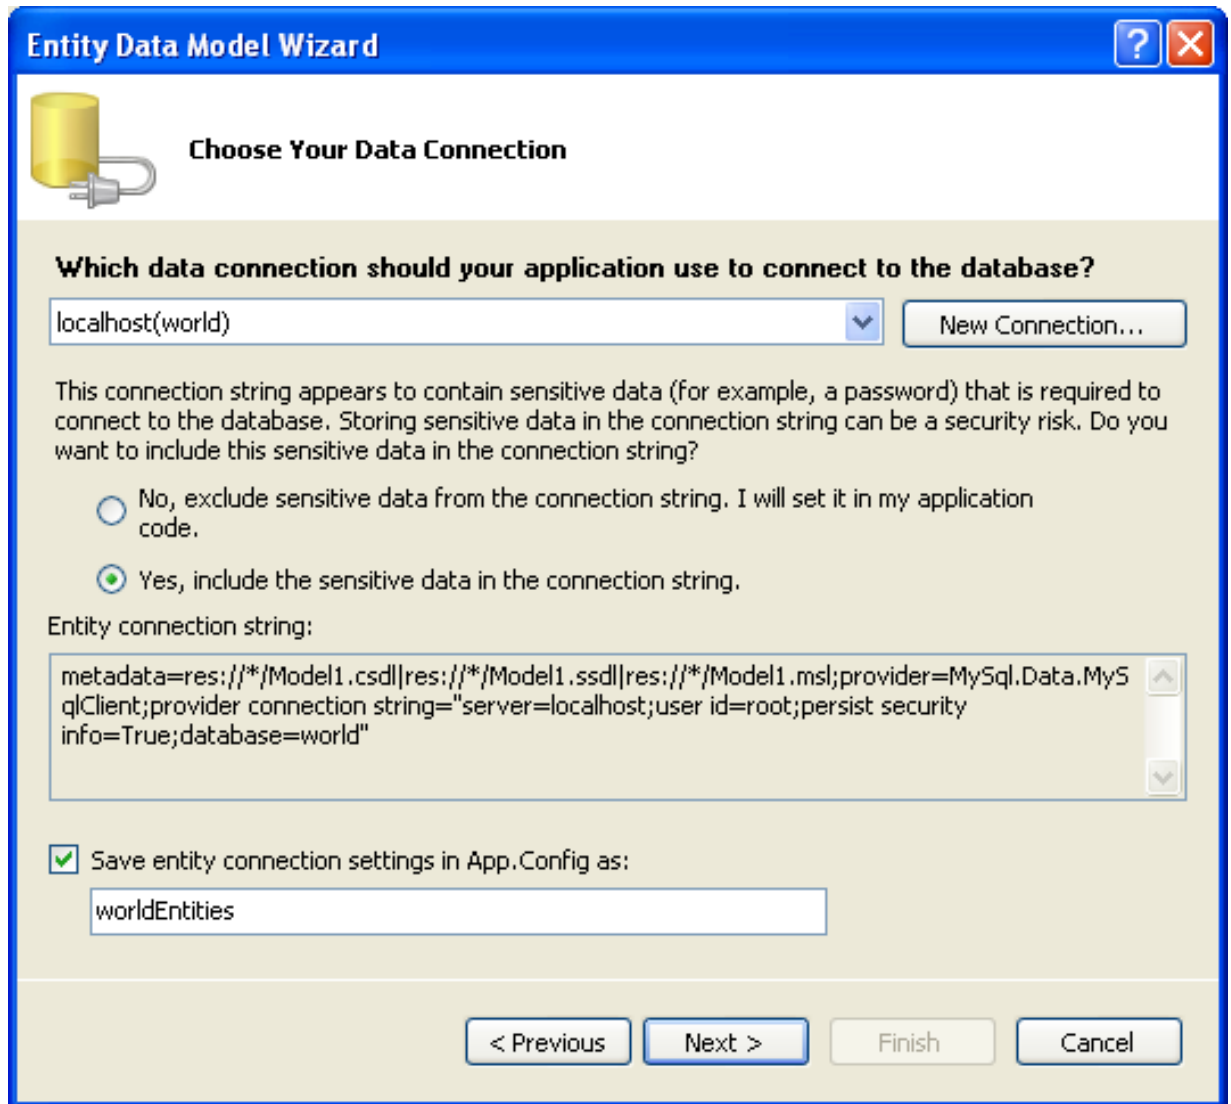 Entity Data Model Wizard
?
Choose Your Data Connection
Which data connection should your application use to connect to the database?
localhost(world)
New Connection...
This connection string appears to contain sensitive data (for example, a password) that is required to
connect to the database. Storing sensitive data in the connection string can be a security risk. Do you
want to include this sensitive data in the connection string?
No, exclude sensitive data from the connection string. I will set it in my application
code.
Yes, include the sensitive data in the connection string.
Entity connection string:
metadata=res://*/Model1.csdl|res://*/Model1.ssdl|res://*/Model1.msl;provider=MySql.Data.MyS
qlClient;provider connection string="server=localhost;user id=root;persist security
info=True;database=world"
Save entity connection settings in App.Config as:
worldEntities
< Previous
Next >
Finish
Cancel